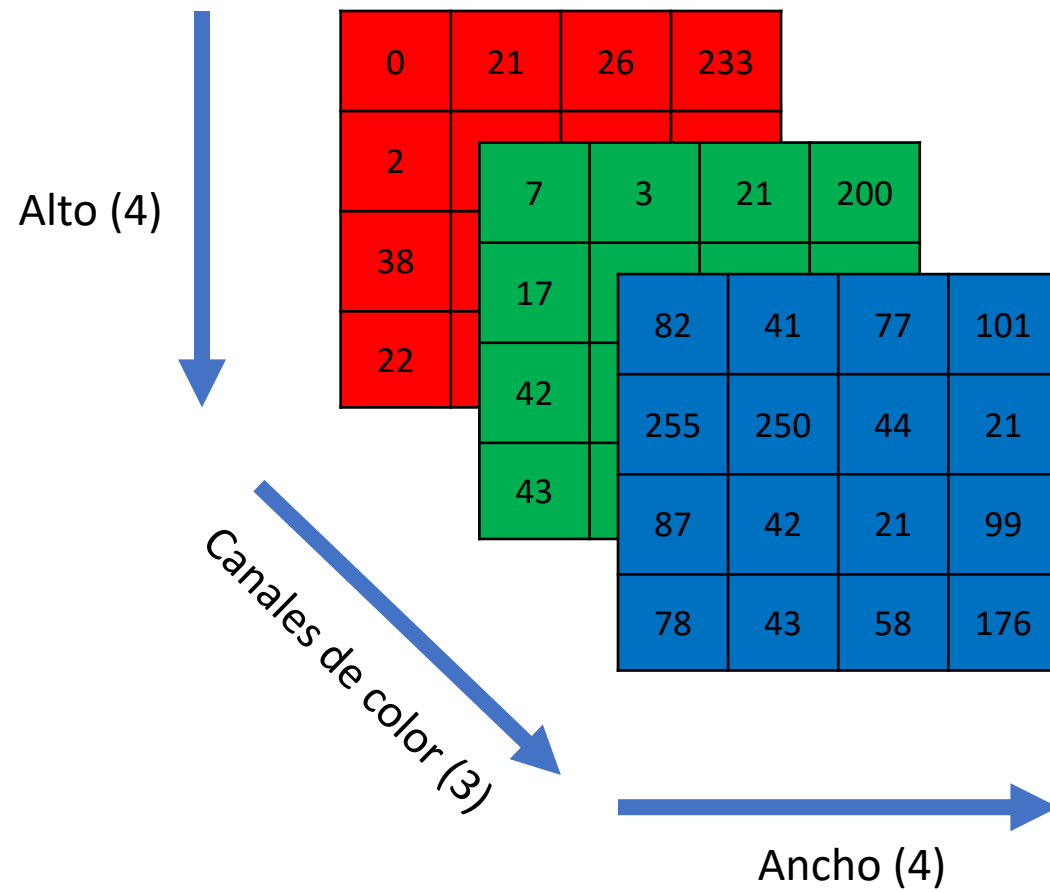 0 21 26 233
2
38
22
Alto (4)
7 3 21 200
17
42
43
82 41 77 101
255 250 44 21
87 42 21 99
78 43 58 176
Canales de color (3)
Ancho (4)